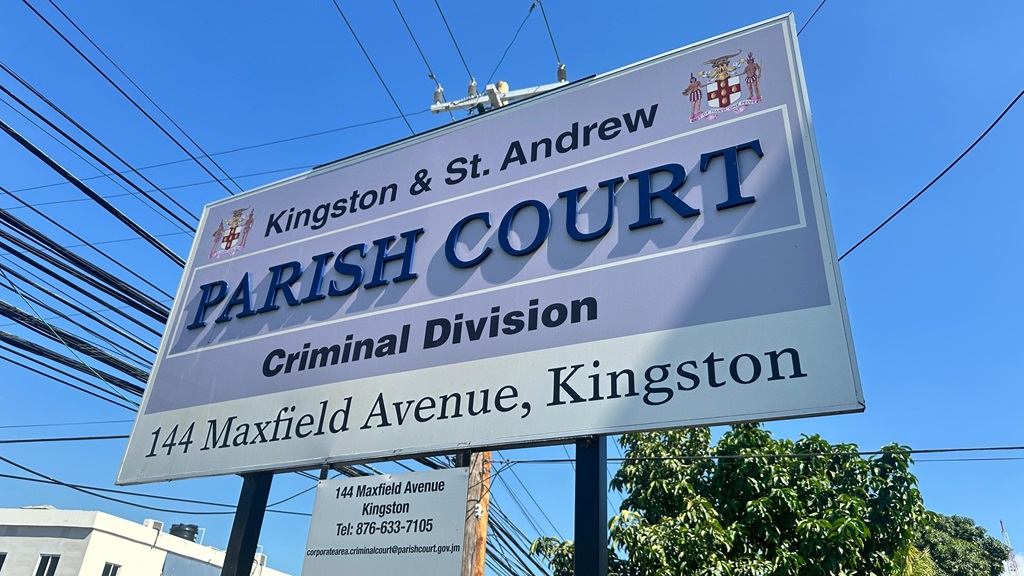 Kingston & St. Andrew
PARISH COURT
Criminal Division
144 Maxfield Avenue, Kingston
144 Maxfield Avenue
Kingston
Tel: 876-633-7105
corporatearea.criminalcourt@parishcourt.gov.jm